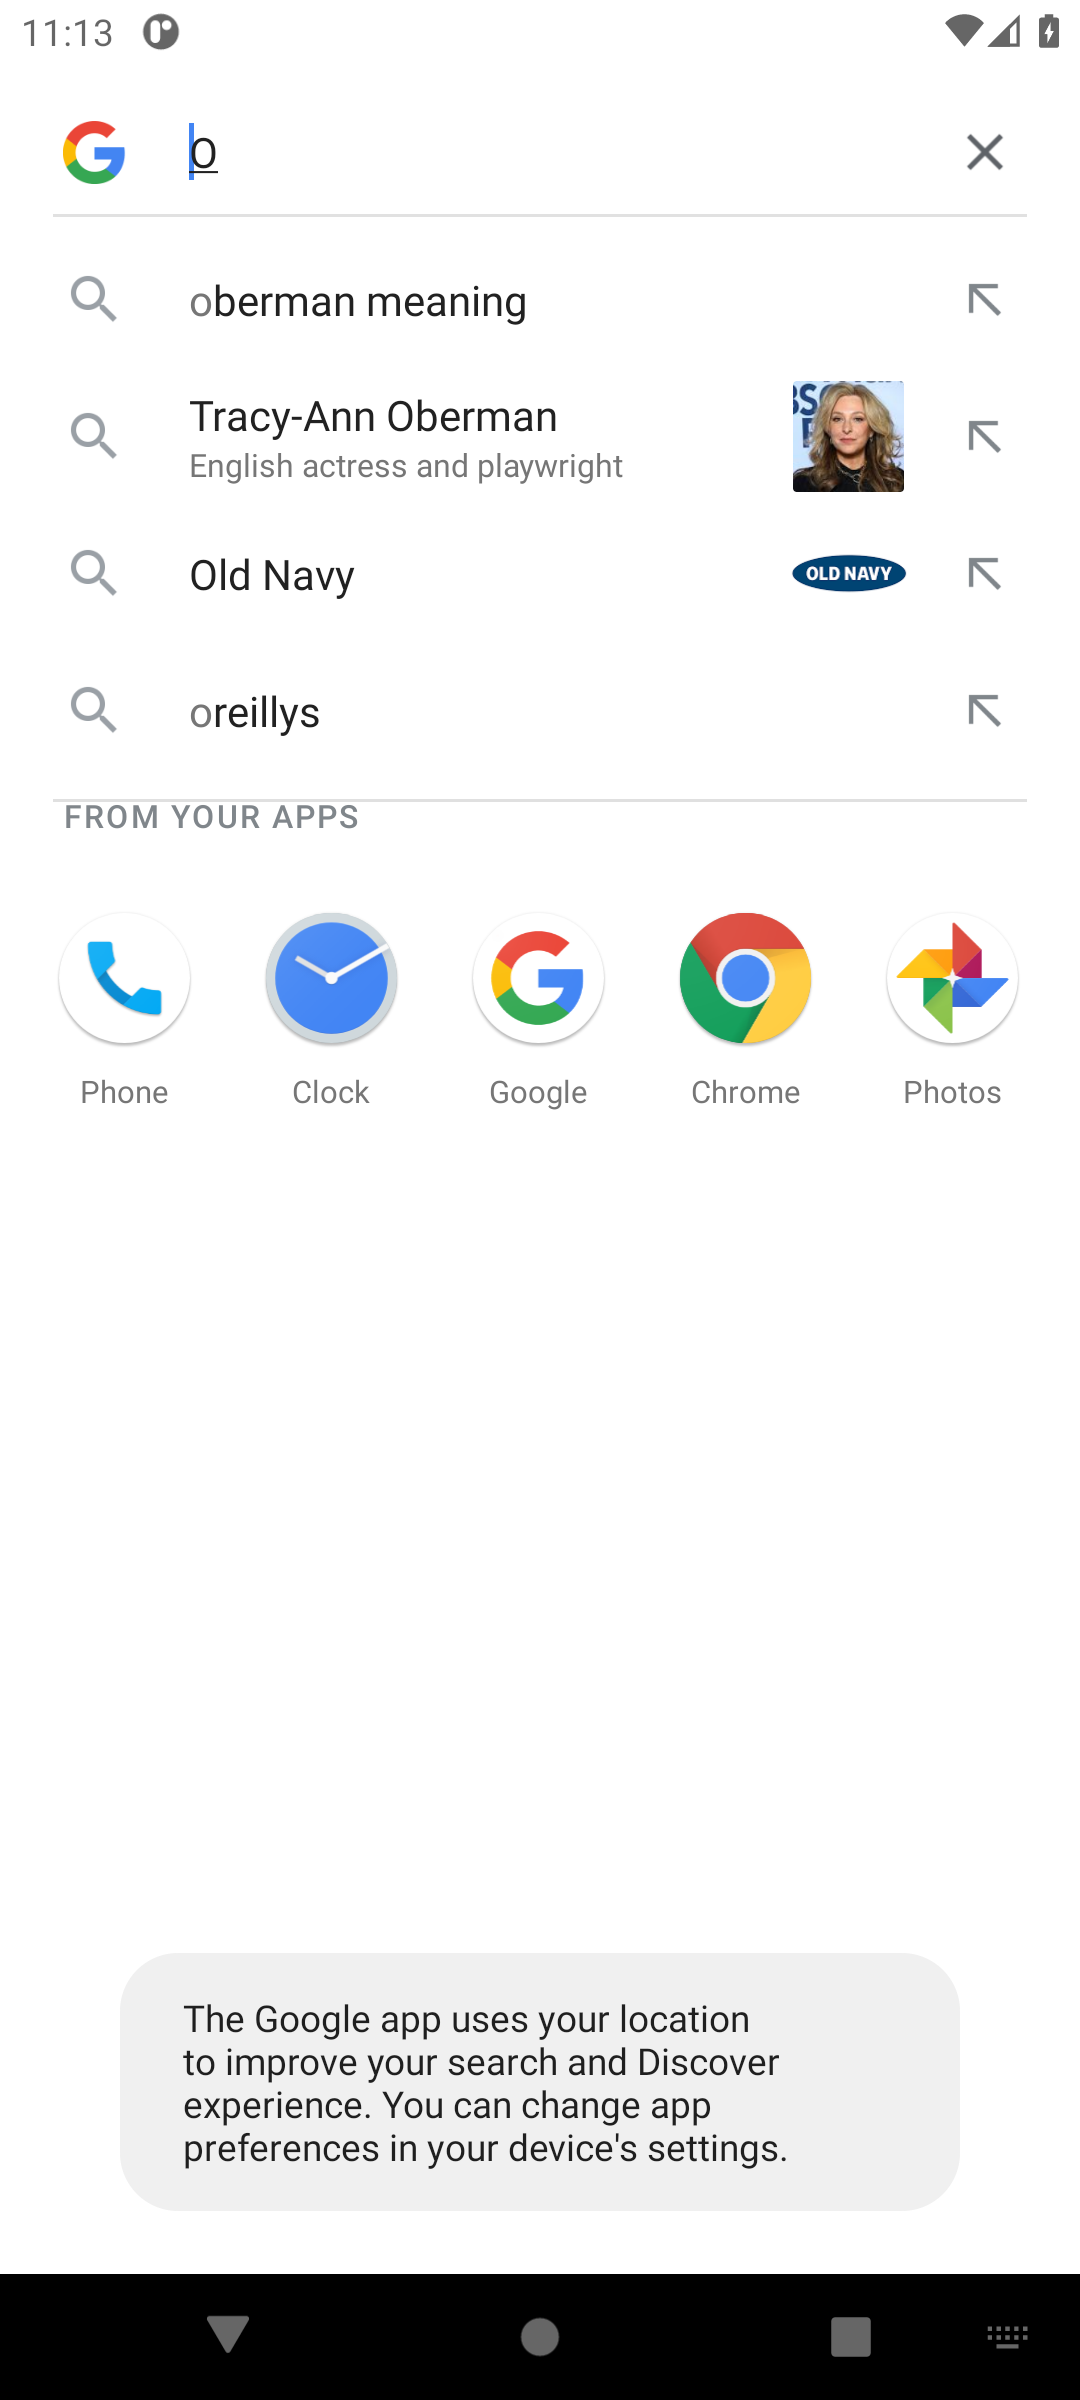 11:13
o
oberman meaning
Tracy-Ann Oberman
English actress and playwright
Old Navy
OLD NAVY
oreillys
FROM YOUR APPS
Phone
Clock
Google
Chrome
Photos
The Google app uses your location
to improve your search and Discover
experience. You can change app
preferences in your device's settings.